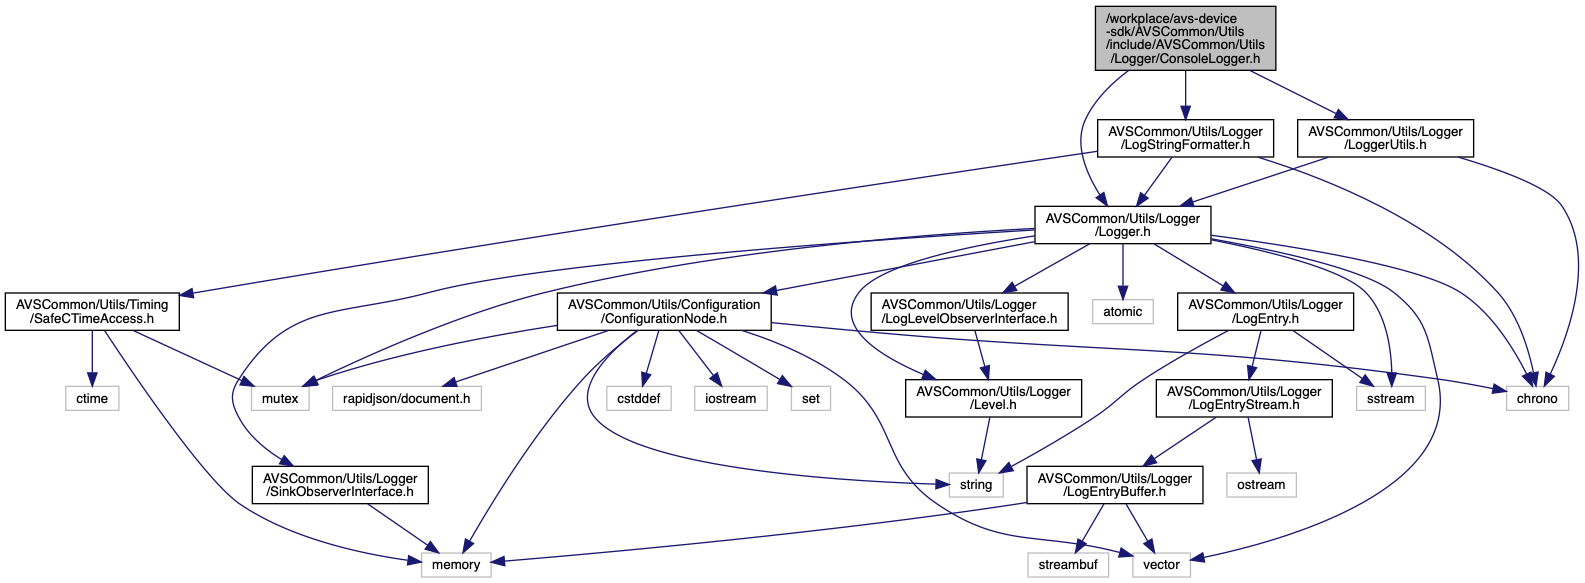 /workplace/avs-device
-sdk/AVSCommon/Utils
/include/AVSCommon/Utils
/Logger/ConsoleLogger.h
AVSCommon/Utils/Logger
/LogStringFormatter.h
AVSCommon/Utils/Logger
/LoggerUtils.h
AVSCommon/Utils/Logger
/Logger.h
AVSCommon/Utils/Timing
/SafeCTimeAccess.h
AVSCommon/Utils/Configuration
/ConfigurationNode.h
AVSCommon/Utils/Logger
/LogLevelObserverInterface.h
atomic
AVSCommon/Utils/Logger
/LogEntry.h
ctime
mutex
rapidjson/document.h
cstddef
iostream
set
AVSCommon/Utils/Logger
/Level.h
AVSCommon/Utils/Logger
/LogEntryStream.h
sstream
chrono
AVSCommon/Utils/Logger
/SinkObserverInterface.h
string
AVSCommon/Utils/Logger
/LogEntryBuffer.h
ostream
memory
streambuf
vector